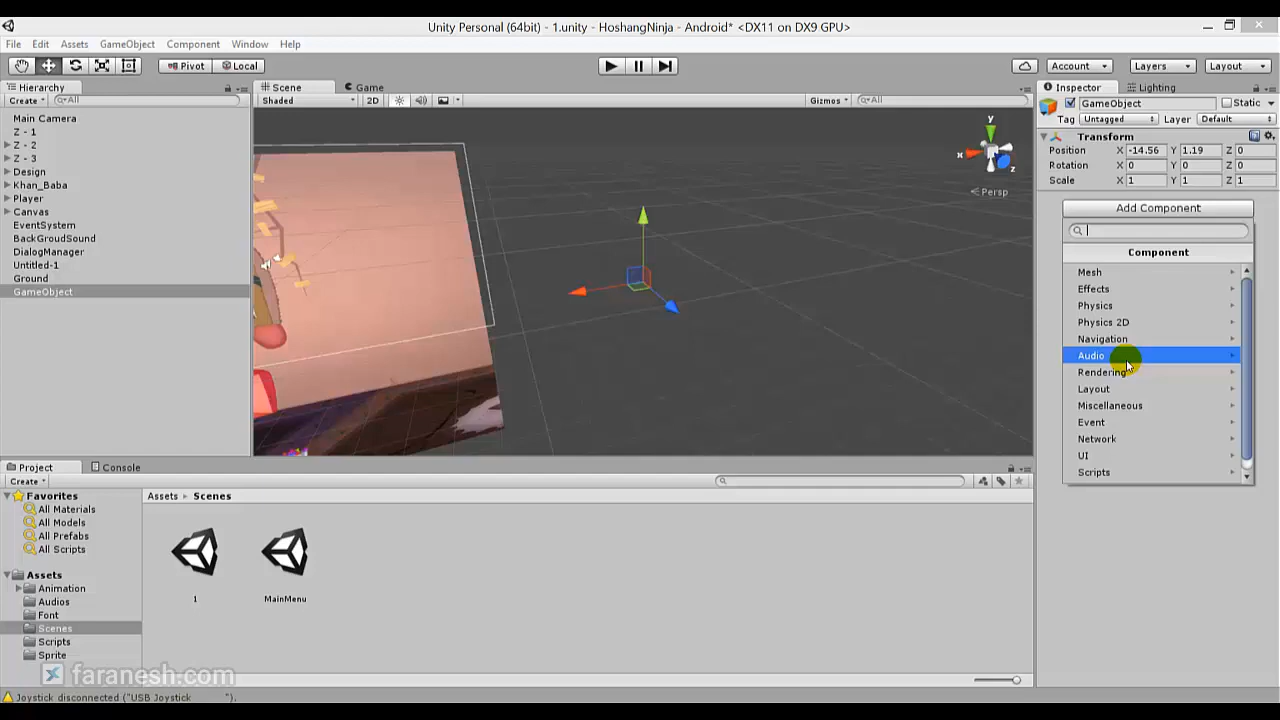 Unity Personal (64bit) - 1.unity - HoshangNinja - Android* <DX11 on DX9 GPU>
File Edit Assets GameObject Component Window Help
Pivot Local Account Layers Layout
Hierarchy
Create All
Main Camera
Z - 1
Z - 2
Z - 3
Design
Khan_Baba
Player
Canvas
EventSystem
BackGroudSound
DialogManager
Untitled-1
Ground
GameObject
Scene Game
Shaded 2D Gizmos All
y
x
z
Persp
Inspector Lighting
GameObject Static
Tag Untagged Layer Default
Transform
Position X -14.56 Y 1.19 Z 0
Rotation X 0 Y 0 Z 0
Scale X 1 Y 1 Z 1
Add Component
Component
Mesh
Effects
Physics
Physics 2D
Navigation
Audio
Rendering
Layout
Miscellaneous
Event
Network
UI
Scripts
Project Console
Create
Favorites
All Materials
All Models
All Prefabs
All Scripts
Assets
Animation
Audios
Font
Scenes
Scripts
Sprite
Assets Scenes
1 MainMenu
faranesh.com
Joystick disconnected ("USB Joystick ").